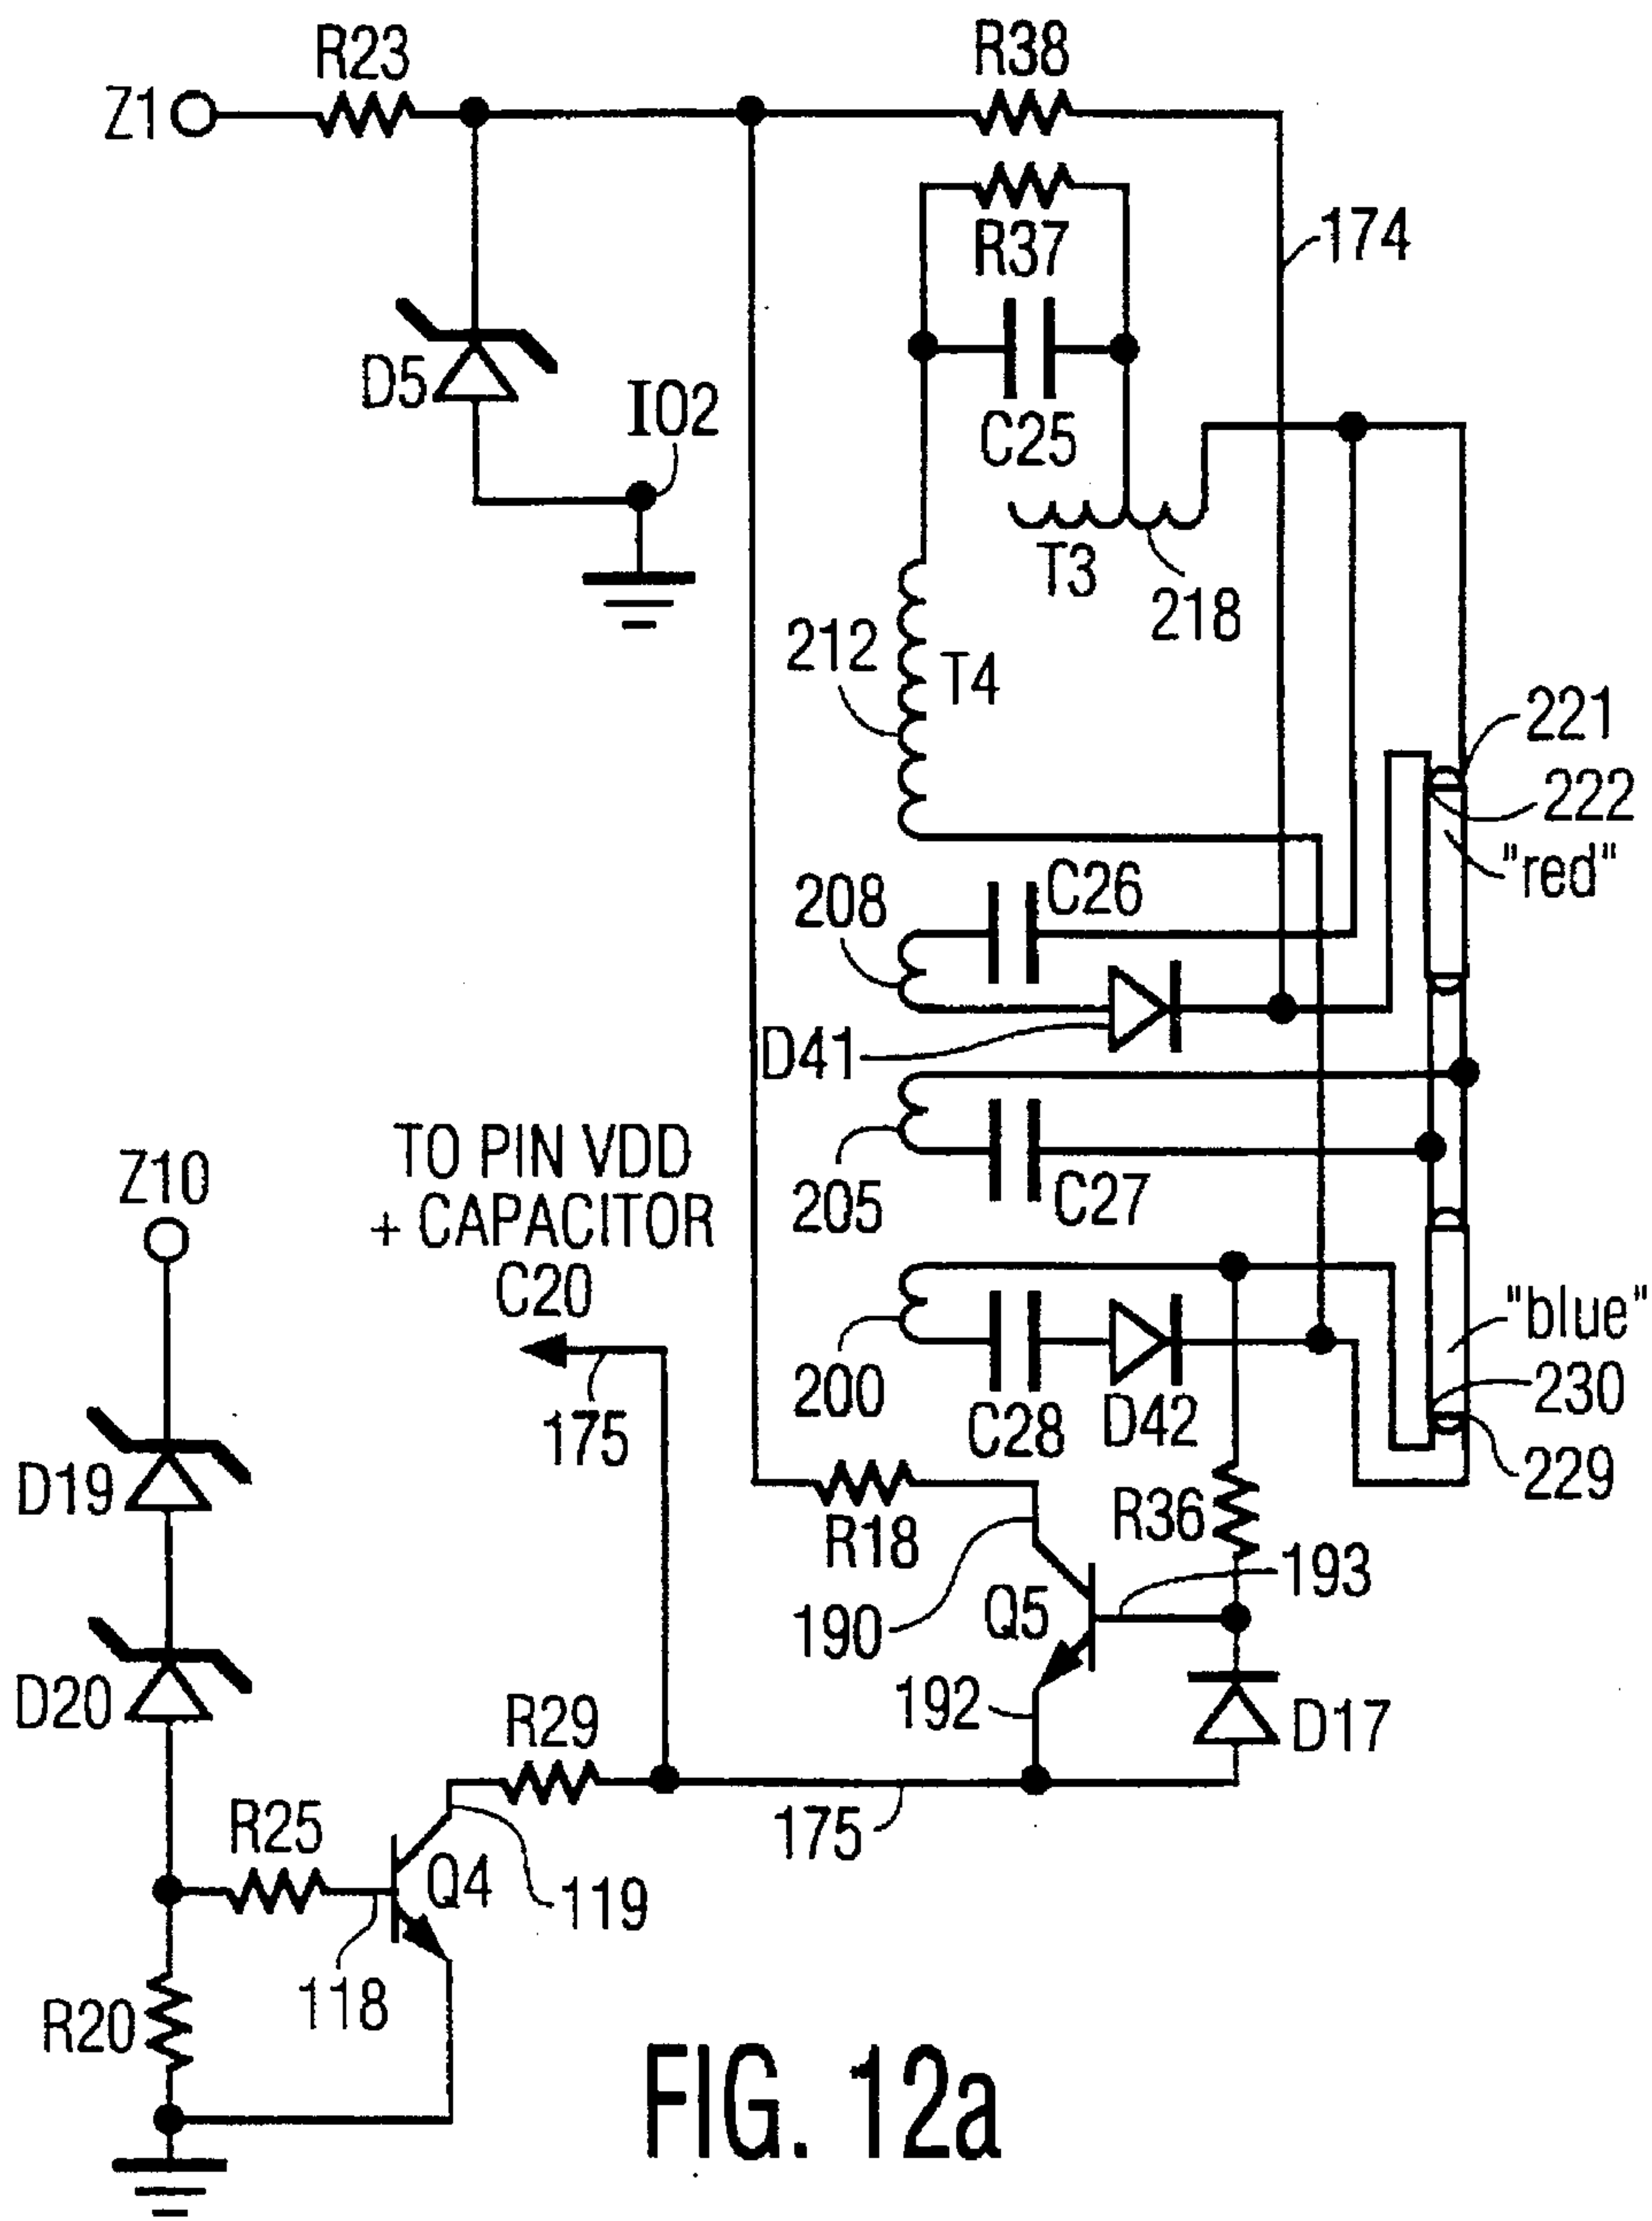 R23
R38
Z1
R37
174
D5
IO2
C25
T3
218
212
T4
221
222
"red"
208
C26
D41
TO PIN VDD
+ CAPACITOR
C20
Z10
205
C27
175
200
C28
D42
"blue"
230
229
D19
R18
R36
193
190
Q5
D20
192
D17
R29
175
R25
Q4
119
118
R20
FIG. 12a